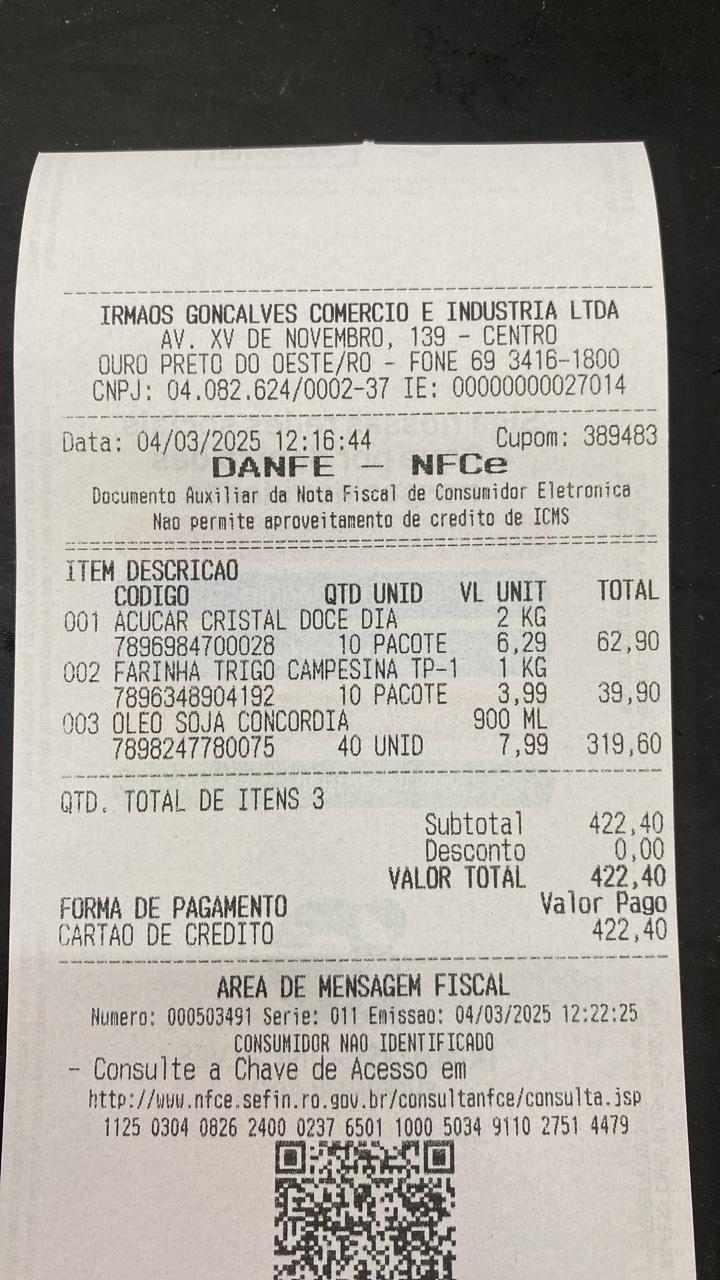 IRMAOS GONCALVES COMERCIO E INDUSTRIA LTDA
AV. XV DE NOVEMBRO, 139 - CENTRO
OURO PRETO DO OESTE/RO - FONE 69 3416-1800
CNPJ: 04.082.624/0002-37 IE: 00000000027014
Data: 04/03/2025 12:16:44 Cupom: 389483
DANFE - NFCe
Documento Auxiliar da Nota Fiscal de Consumidor Eletronica
Nao permite aproveitamento de credito de ICMS
ITEM DESCRICAO
CODIGO QTD UNID VL UNIT TOTAL
001 ACUCAR CRISTAL DOCE DIA 2 KG
7896984700028 10 PACOTE 6,29 62,90
002 FARINHA TRIGO CAMPESINA TP-1 1 KG
7896348904192 10 PACOTE 3,99 39,90
003 OLEO SOJA CONCORDIA 900 ML
7898247780075 40 UNID 7,99 319,60
QTD. TOTAL DE ITENS 3
Subtotal 422,40
Desconto 0,00
VALOR TOTAL 422,40
FORMA DE PAGAMENTO Valor Pago
CARTAO DE CREDITO 422,40
AREA DE MENSAGEM FISCAL
Numero: 000503491 Serie: 011 Emissao: 04/03/2025 12:22:25
CONSUMIDOR NAO IDENTIFICADO
- Consulte a Chave de Acesso em
http://www.nfce.sefin.ro.gov.br/consultanfce/consulta.jsp
1125 0304 0826 2400 0237 6501 1000 5034 9110 2751 4479